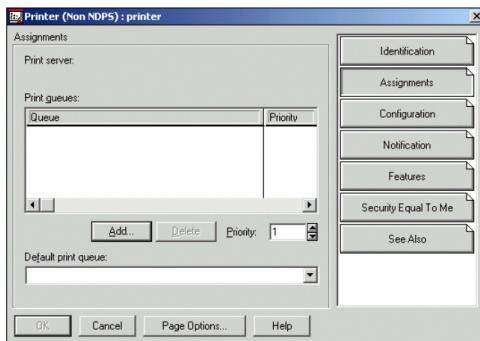 Printer (Non NDPS) : printer
Assignments
Print server:
Print queues:
Queue Priority
Add... Delete Priority: 1
Default print queue:
OK Cancel Page Options... Help
Identification
Assignments
Configuration
Notification
Features
Security Equal To Me
See Also